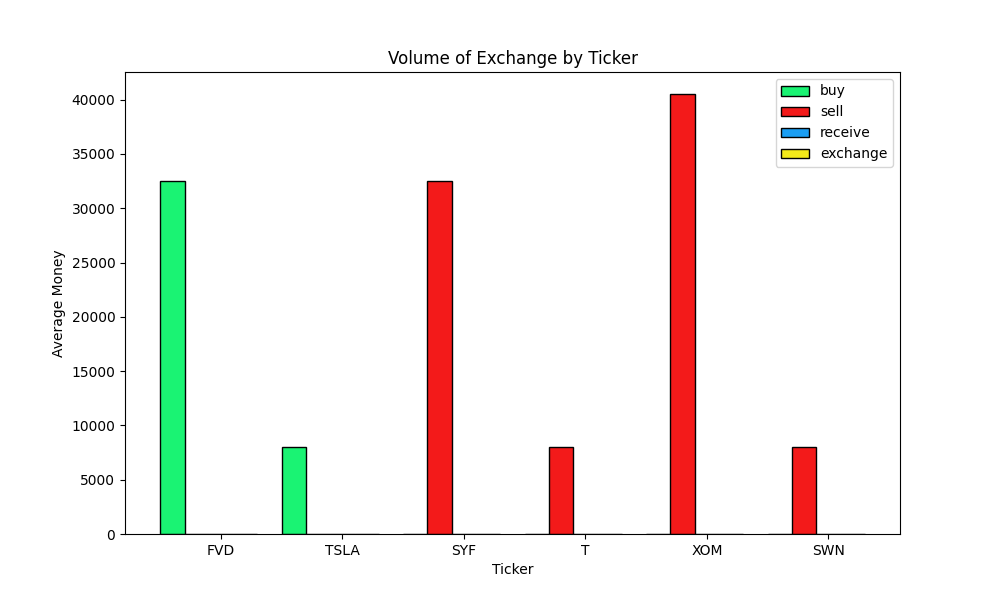 Volume of Exchange by Ticker
buy
sell
receive
exchange
40000
35000
30000
25000
20000
15000
10000
5000
0
Average Money
FVD TSLA SYF T XOM SWN
Ticker